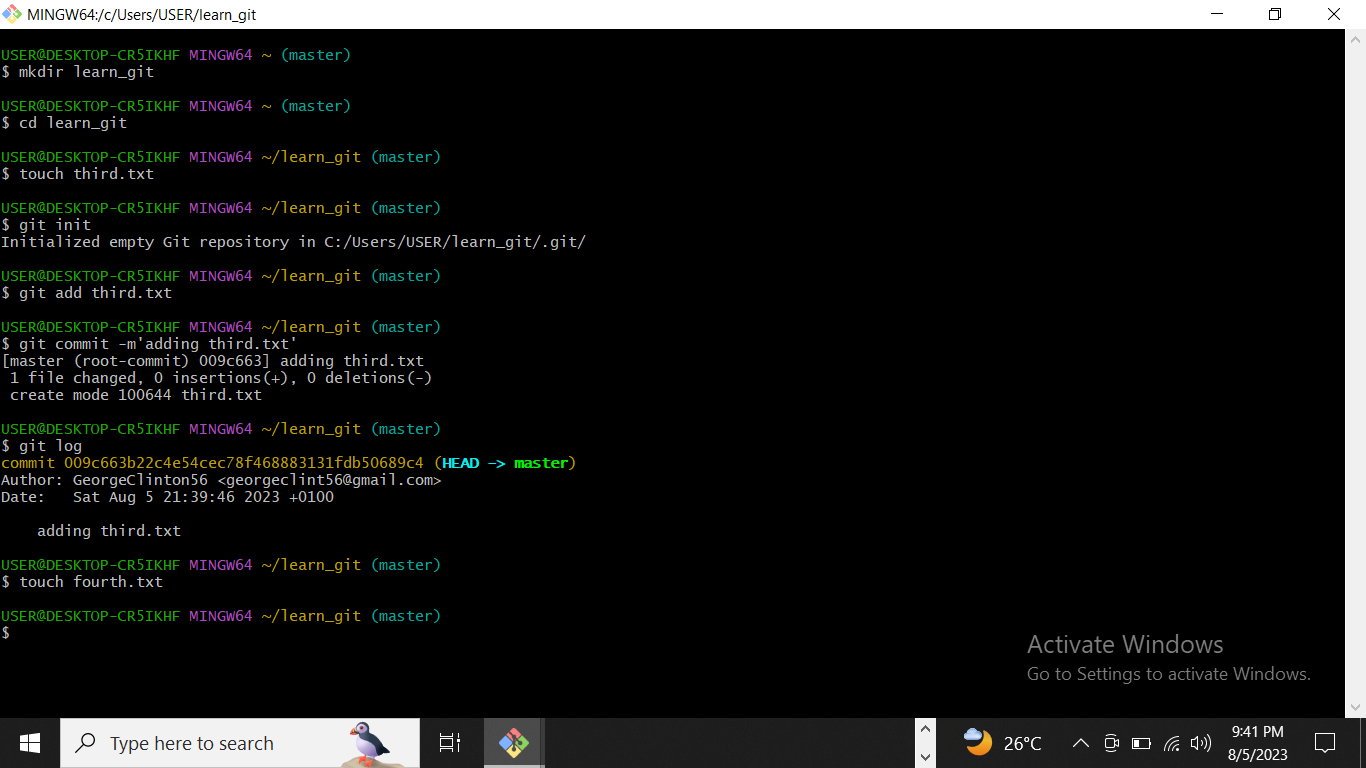 MINGW64:/c/Users/USER/learn_git
USER@DESKTOP-CR5IKHF MINGW64 ~ (master)
$ mkdir learn_git
USER@DESKTOP-CR5IKHF MINGW64 ~ (master)
$ cd learn_git
USER@DESKTOP-CR5IKHF MINGW64 ~/learn_git (master)
$ touch third.txt
USER@DESKTOP-CR5IKHF MINGW64 ~/learn_git (master)
$ git init
Initialized empty Git repository in C:/Users/USER/learn_git/.git/
USER@DESKTOP-CR5IKHF MINGW64 ~/learn_git (master)
$ git add third.txt
USER@DESKTOP-CR5IKHF MINGW64 ~/learn_git (master)
$ git commit -m'adding third.txt'
[master (root-commit) 009c663] adding third.txt
 1 file changed, 0 insertions(+), 0 deletions(-)
 create mode 100644 third.txt
USER@DESKTOP-CR5IKHF MINGW64 ~/learn_git (master)
$ git log
commit 009c663b22c4e54cec78f468883131fdb50689c4 (HEAD -> master)
Author: GeorgeClinton56 <georgeclint56@gmail.com>
Date:   Sat Aug 5 21:39:46 2023 +0100
    adding third.txt
USER@DESKTOP-CR5IKHF MINGW64 ~/learn_git (master)
$ touch fourth.txt
USER@DESKTOP-CR5IKHF MINGW64 ~/learn_git (master)
$
Activate Windows
Go to Settings to activate Windows.
Type here to search
26°C
9:41 PM
8/5/2023